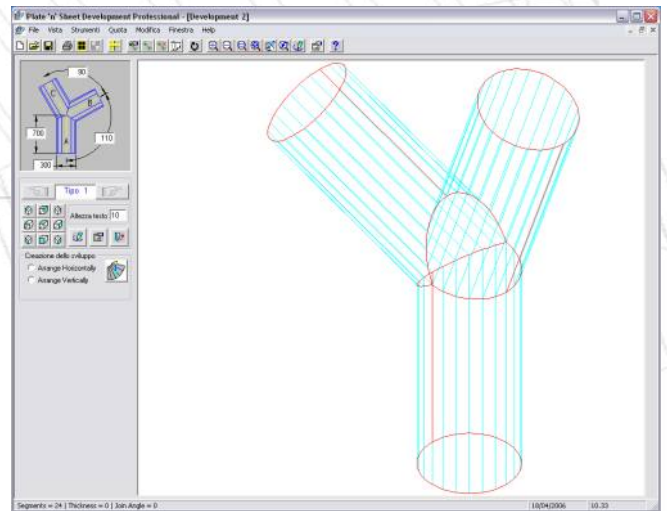 Plate 'n' Sheet Development Professional - [Development 2]
File Vista Strumenti Quota Modifica Finestra Help
90
C
B
700
110
A
300
Tipo 1
Altezza testo 10
Creazione dello sviluppo
Arrange Horizontally
Arrange Vertically
Segments = 24 | Thickness = 0 | Join Angle = 0
18/04/2006
10.33